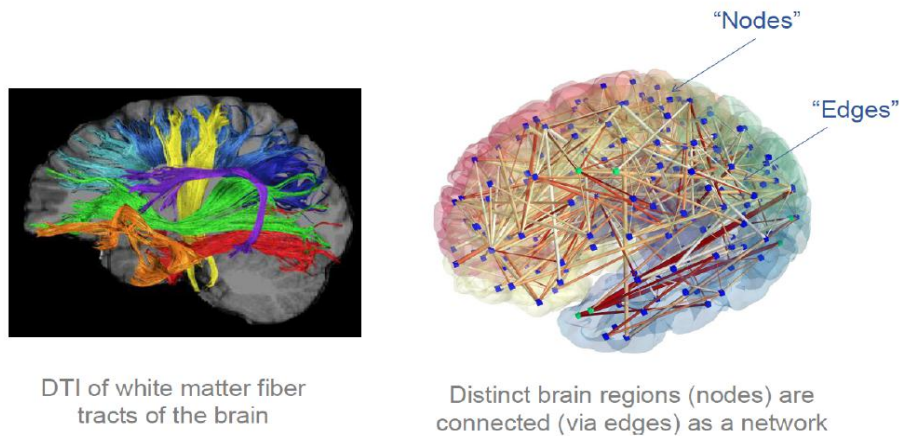 “Nodes”
“Edges”
DTI of white matter fiber
tracts of the brain
Distinct brain regions (nodes) are
connected (via edges) as a network